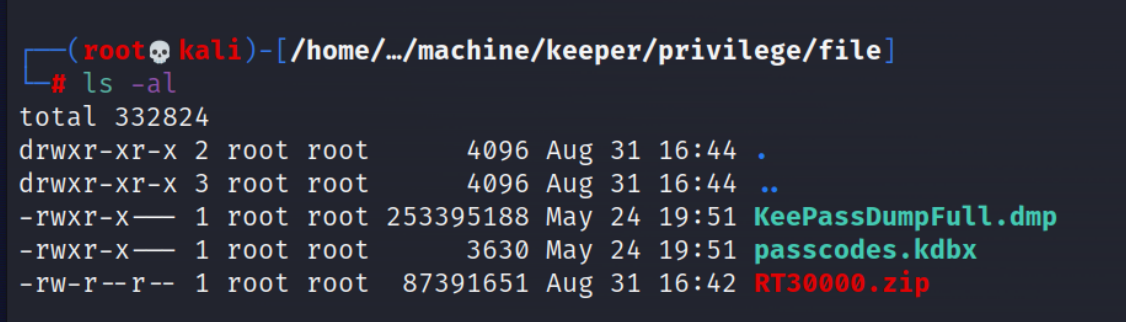 ┌──(root💀kali)-[/home/…/machine/keeper/privilege/file]
└─# ls -al
total 332824
drwxr-xr-x 2 root root      4096 Aug 31 16:44 .
drwxr-xr-x 3 root root      4096 Aug 31 16:44 ..
-rwxr-x--- 1 root root 253395188 May 24 19:51 KeePassDumpFull.dmp
-rwxr-x--- 1 root root      3630 May 24 19:51 passcodes.kdbx
-rw-r--r-- 1 root root  87391651 Aug 31 16:42 RT30000.zip